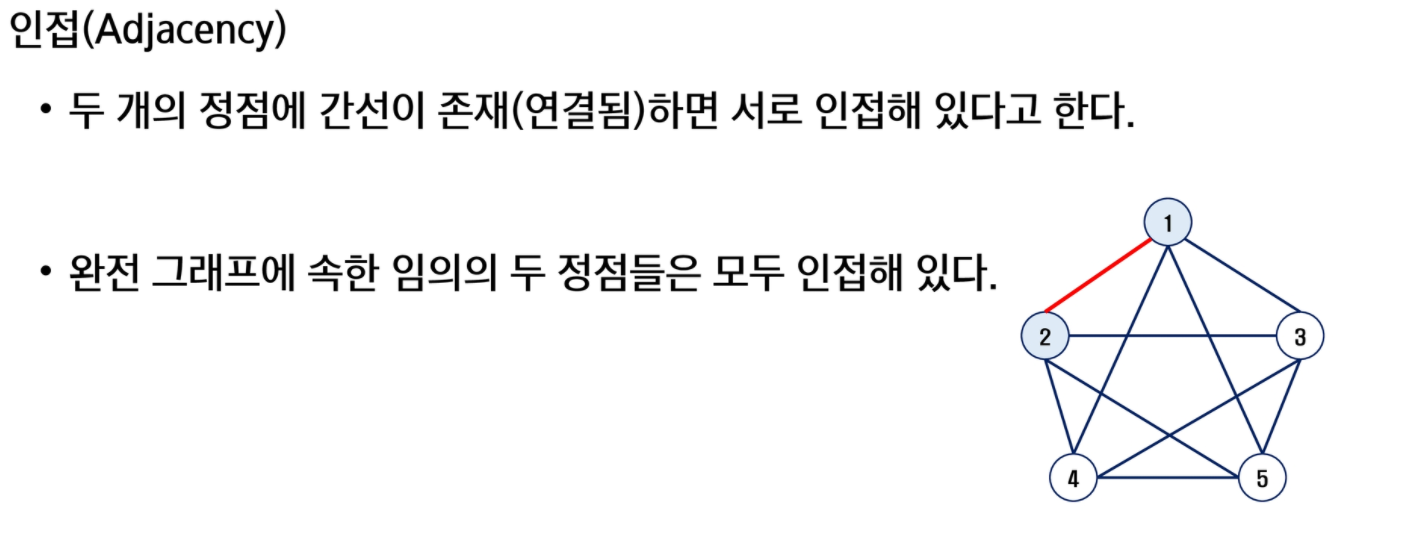 인접(Adjacency)
• 두 개의 정점에 간선이 존재(연결됨)하면 서로 인접해 있다고 한다.
• 완전 그래프에 속한 임의의 두 정점들은 모두 인접해 있다.
1
2
3
4
5